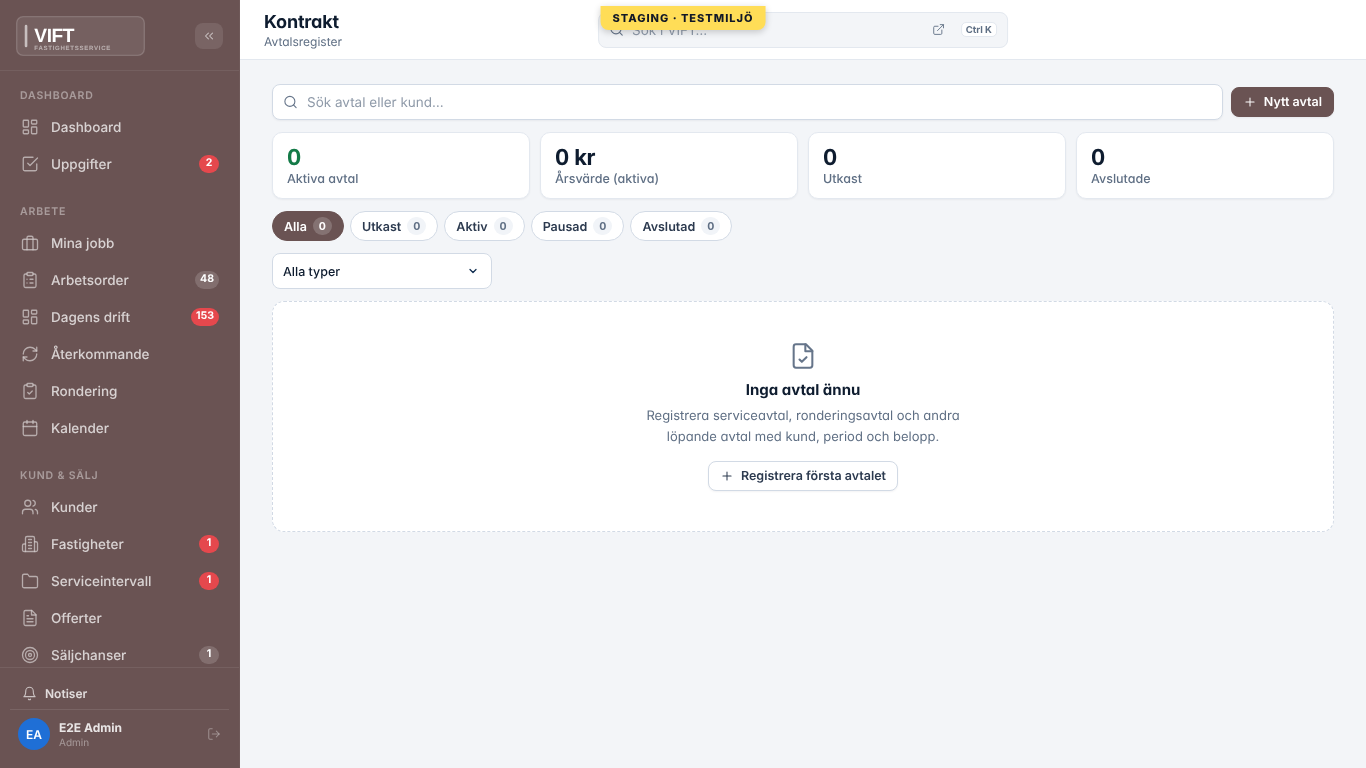 VIFT
FASTIGHETSSERVICE
DASHBOARD
Dashboard
Uppgifter 2
ARBETE
Mina jobb
Arbetsorder 48
Dagens drift 153
Återkommande
Rondering
Kalender
KUND & SÄLJ
Kunder
Fastigheter 1
Serviceintervall 1
Offerter
Säljchanser 1
Notiser
EA
E2E Admin
Admin
Kontrakt
Avtalsregister
STAGING · TESTMILJÖ
Sök i VIFT...
Ctrl K
Sök avtal eller kund...
Nytt avtal
0
Aktiva avtal
0 kr
Årsvärde (aktiva)
0
Utkast
0
Avslutade
Alla 0 Utkast 0 Aktiv 0 Pausad 0 Avslutad 0
Alla typer
Inga avtal ännu
Registrera serviceavtal, ronderingsavtal och andra
löpande avtal med kund, period och belopp.
Registrera första avtalet